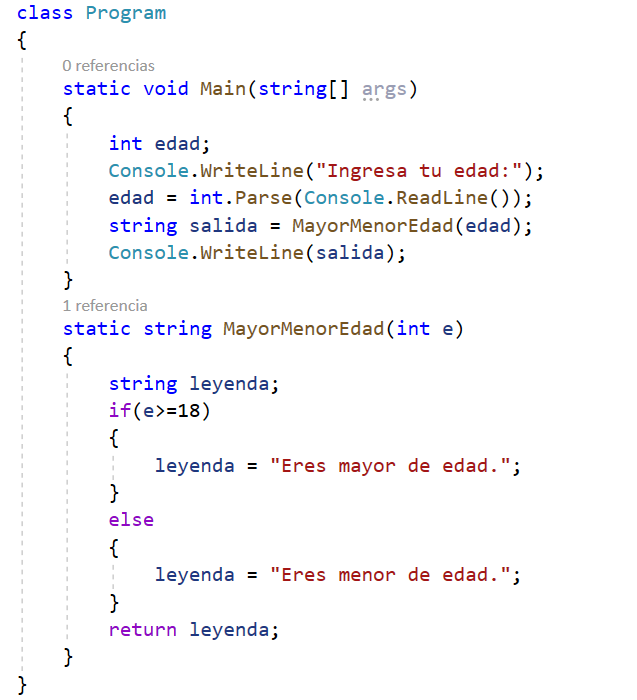 class Program
{
0 referencias
static void Main(string[] args)
{
int edad;
Console.WriteLine("Ingresa tu edad:");
edad = int.Parse(Console.ReadLine());
string salida = MayorMenorEdad(edad);
Console.WriteLine(salida);
}
1 referencia
static string MayorMenorEdad(int e)
{
string leyenda;
if(e>=18)
{
leyenda = "Eres mayor de edad.";
}
else
{
leyenda = "Eres menor de edad.";
}
return leyenda;
}
}